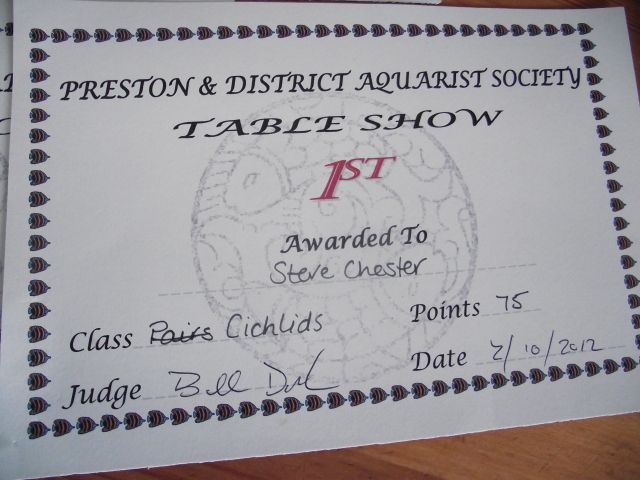 PRESTON & DISTRICT AQUARIST SOCIETY
TABLE SHOW
1ST
Awarded To
Steve Chester
Class Pairs Cichlids Points 75
Judge Bill Date 2/10/2012